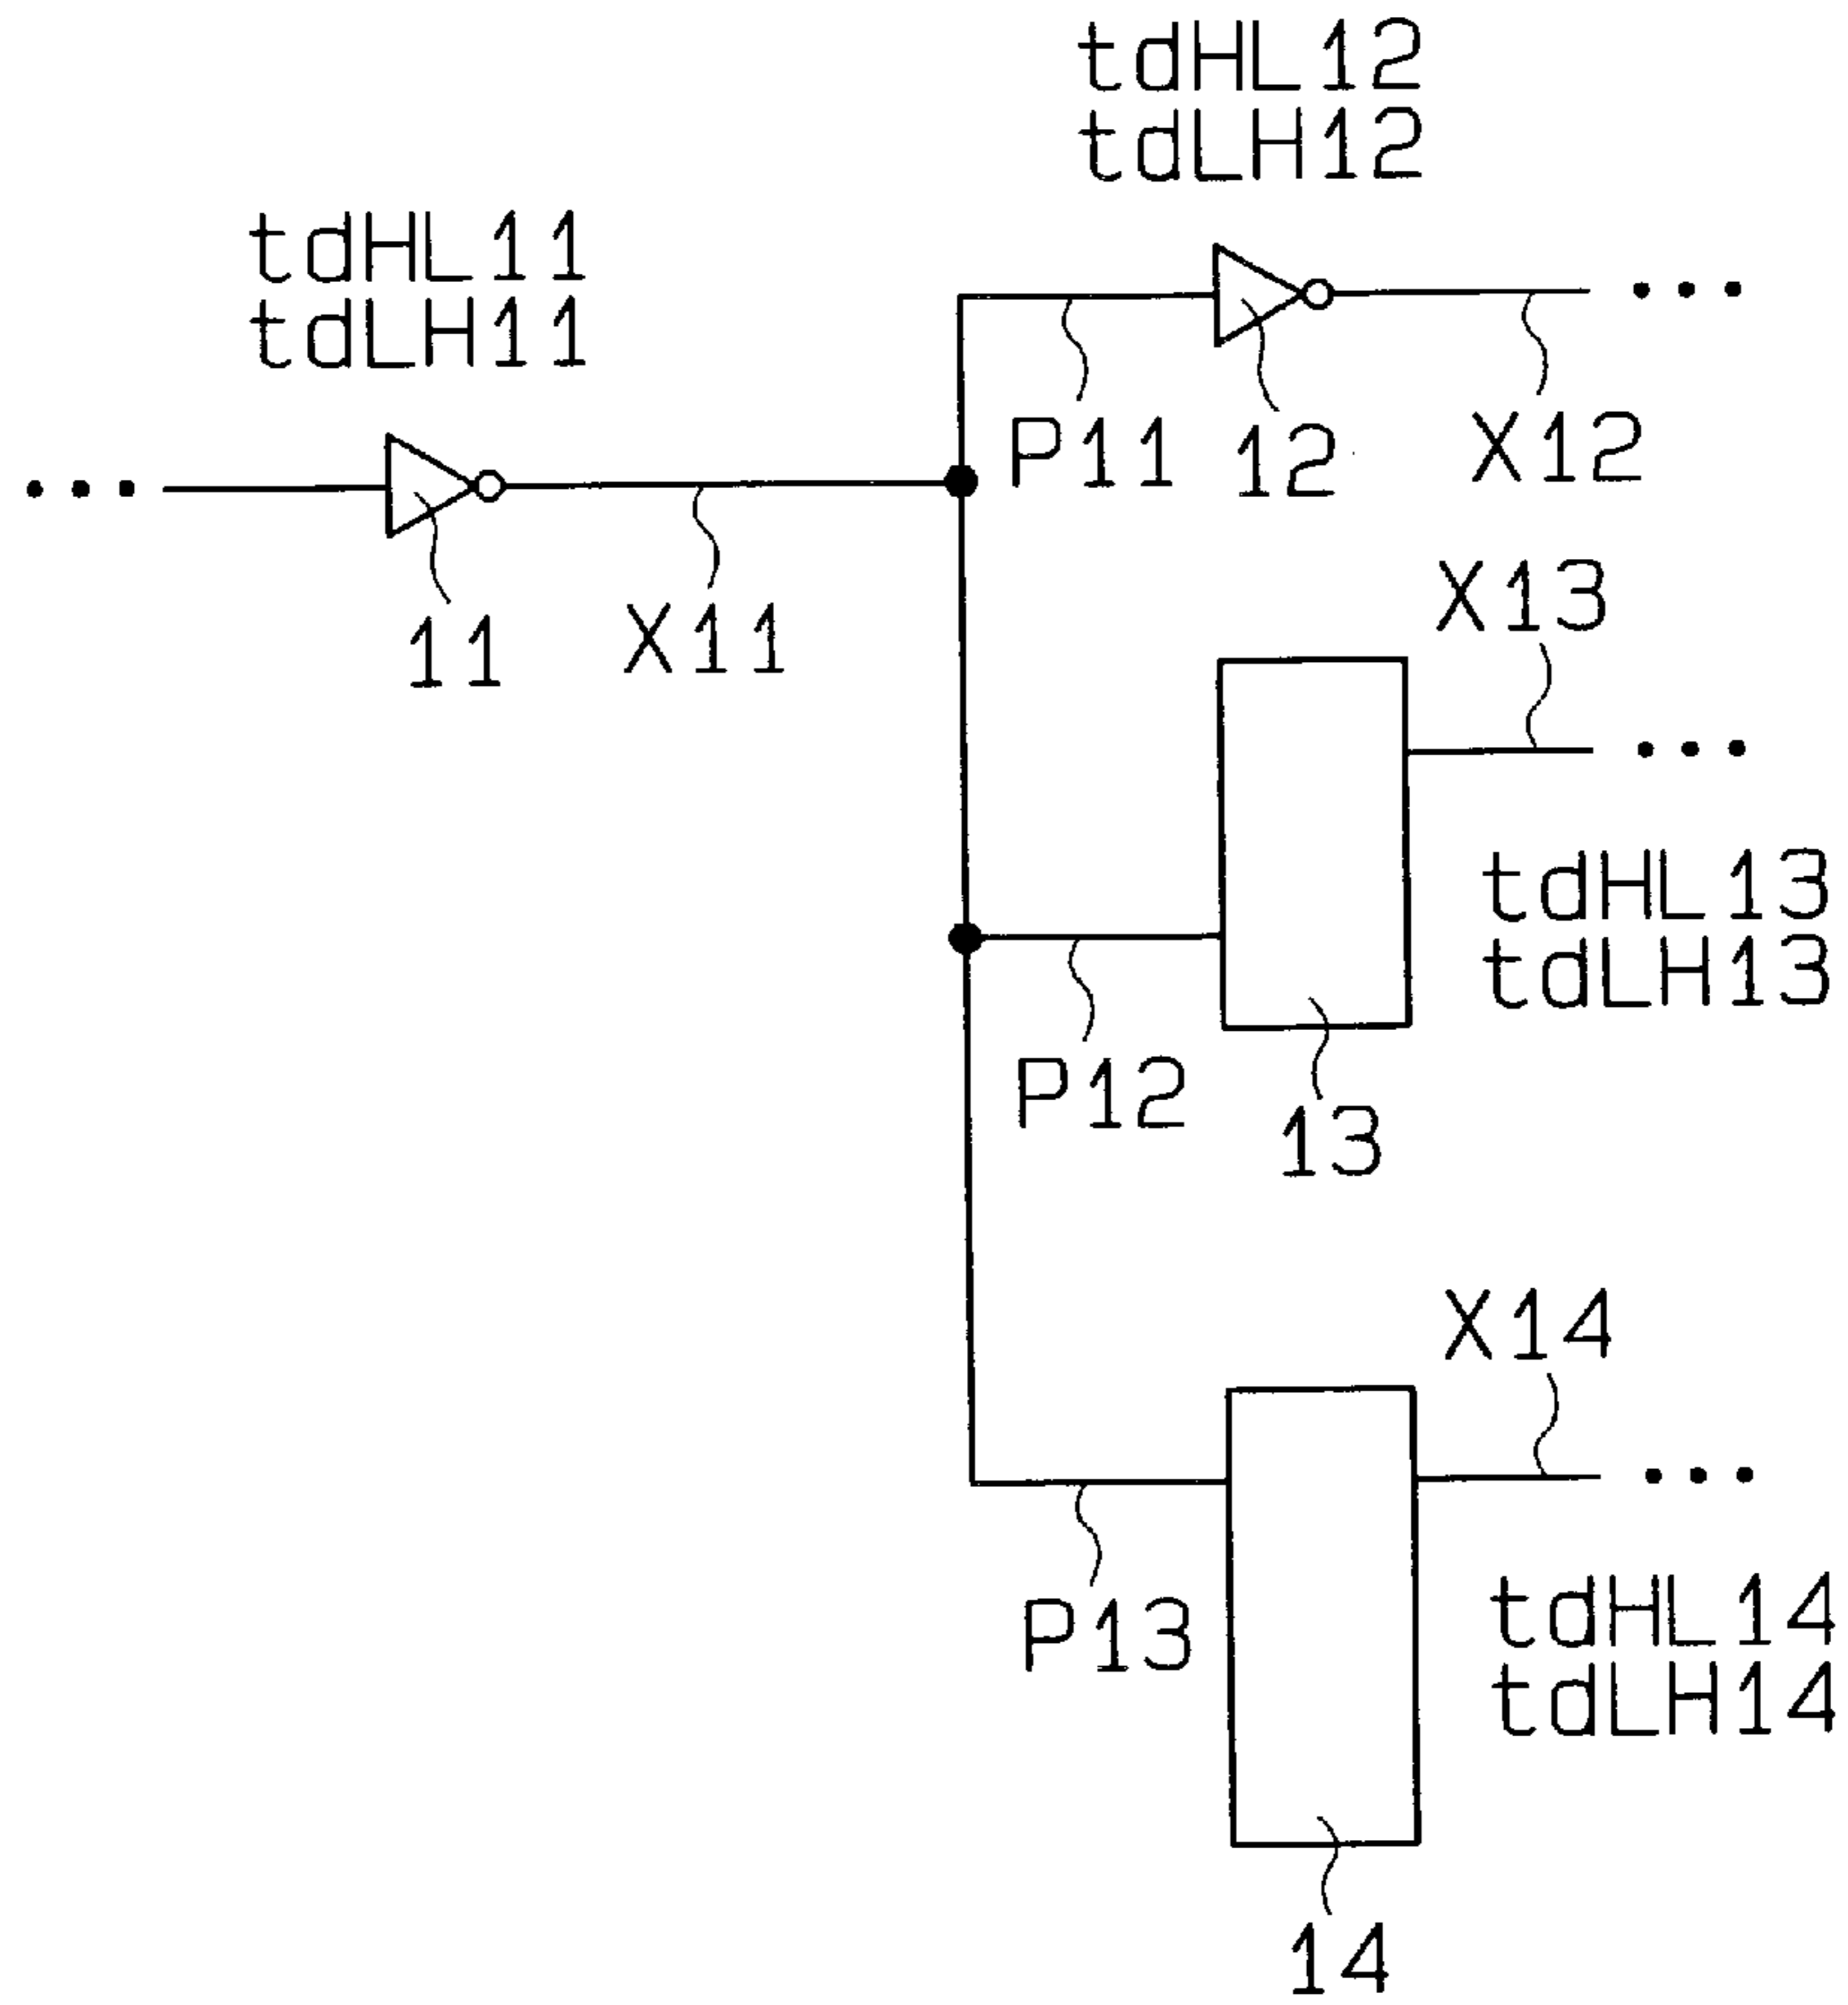 tdHL12
tdLH12
tdHL11
tdLH11
P11
12
X12
11
X11
X13
tdHL13
tdLH13
P12
13
X14
tdHL14
tdLH14
P13
14